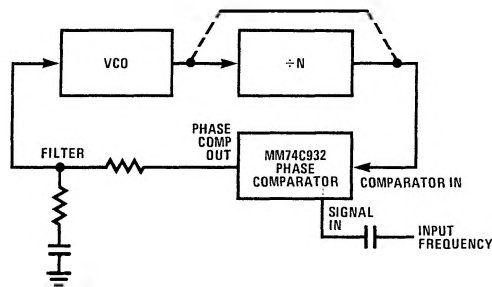 VCO
÷N
PHASE
COMP
OUT
FILTER
MM74C932
PHASE
COMPARATOR
COMPARATOR IN
SIGNAL
IN
INPUT
FREQUENCY